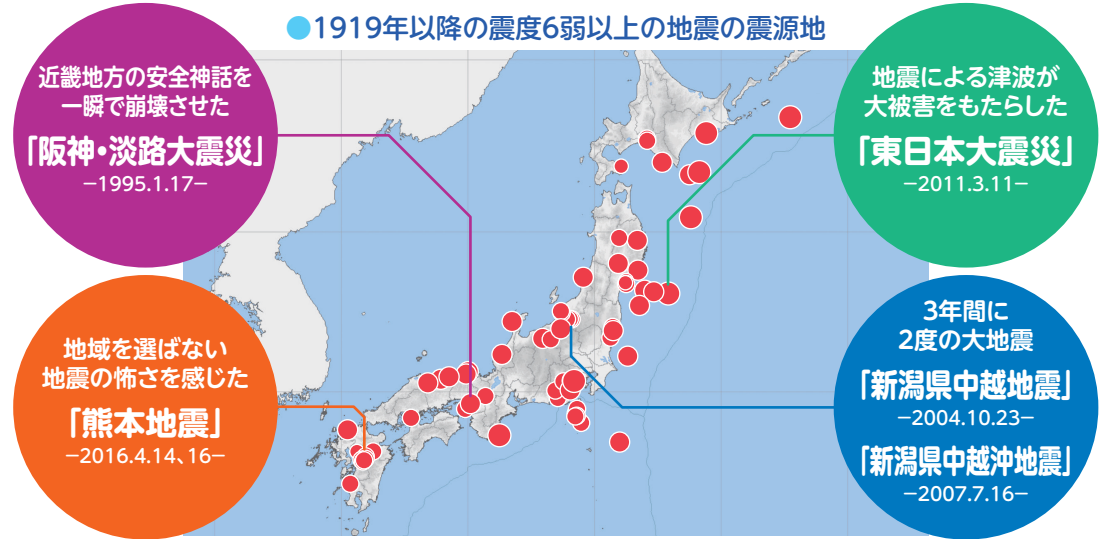 ●1919年以降の震度6弱以上の地震の震源地
近畿地方の安全神話を
一瞬で崩壊させた
「阪神・淡路大震災」
−1995.1.17−
地震による津波が
大被害をもたらした
「東日本大震災」
−2011.3.11−
地域を選ばない
地震の怖さを感じた
「熊本地震」
−2016.4.14、16−
3年間に
2度の大地震
「新潟県中越地震」
−2004.10.23−
「新潟県中越沖地震」
−2007.7.16−